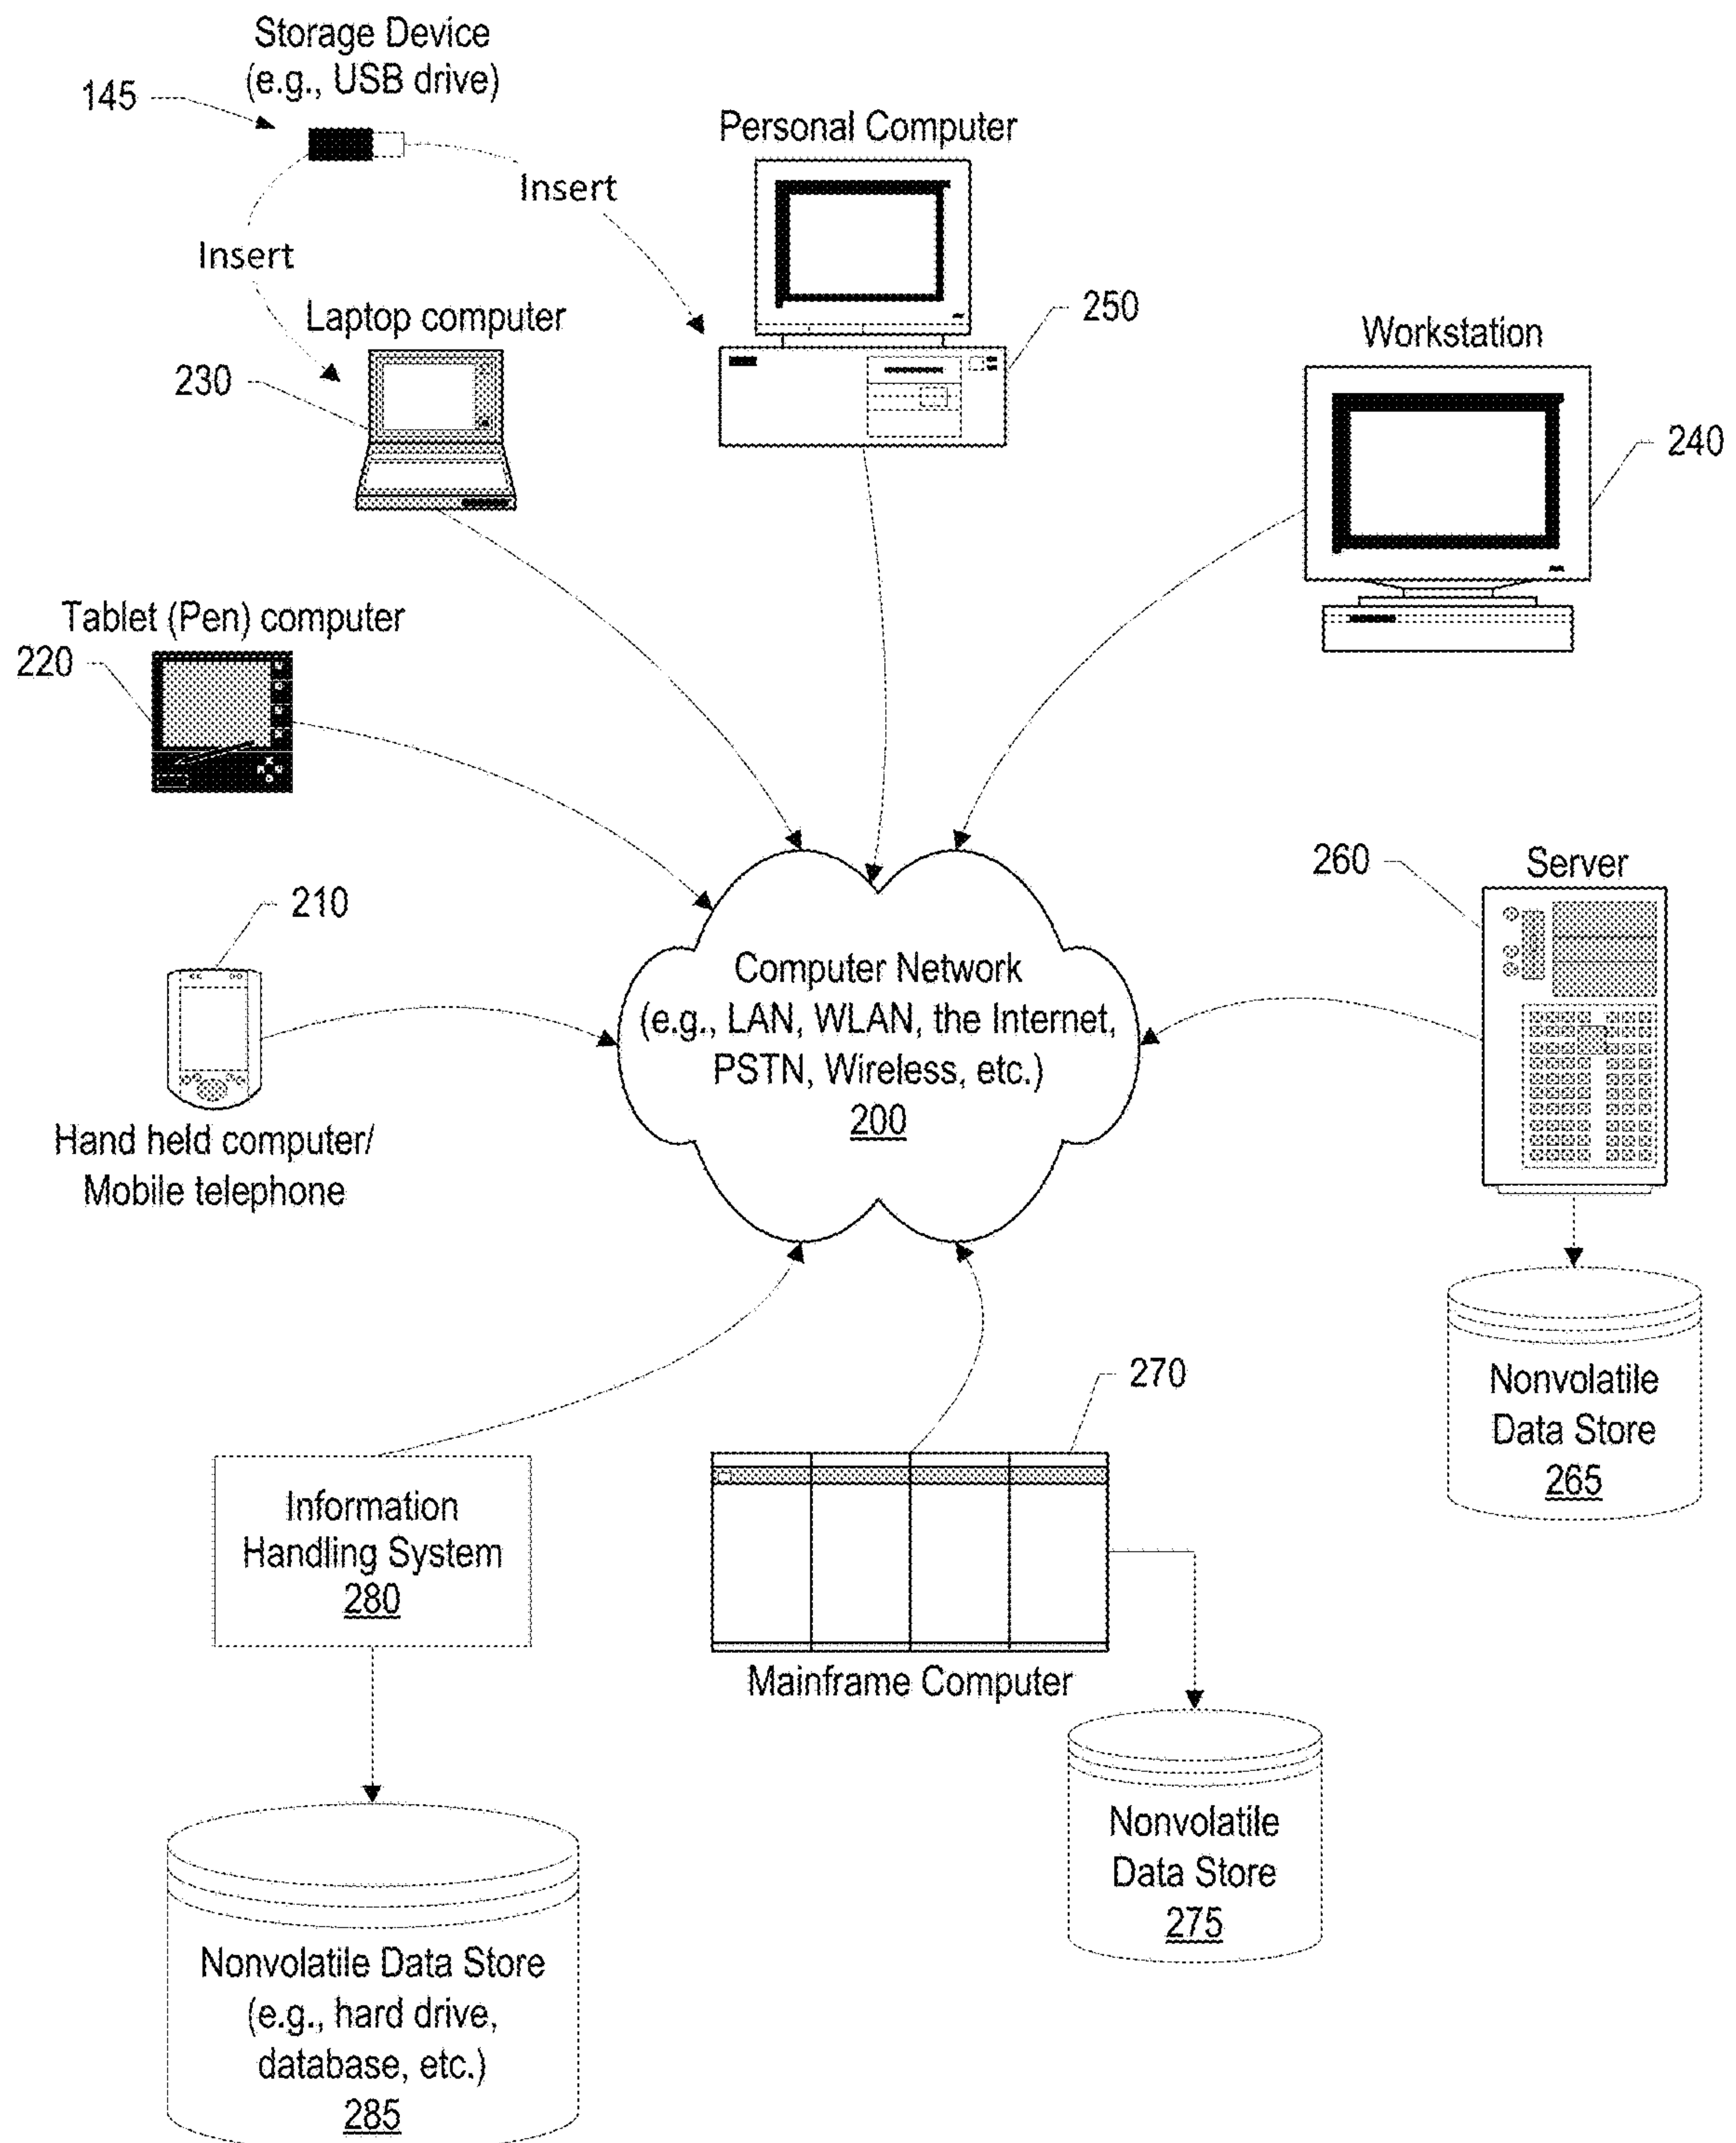 Storage Device
(e.g., USB drive)
145
Personal Computer
Insert
Insert
250
Laptop computer
230
Workstation
240
Tablet (Pen) computer
220
260
Server
210
Computer Network
(e.g., LAN, WLAN, the Internet,
PSTN, Wireless, etc.)
200
Hand held computer/
Mobile telephone
270
Nonvolatile
Data Store
265
Information
Handling System
280
Mainframe Computer
Nonvolatile
Data Store
275
Nonvolatile Data Store
(e.g., hard drive,
database, etc.)
285